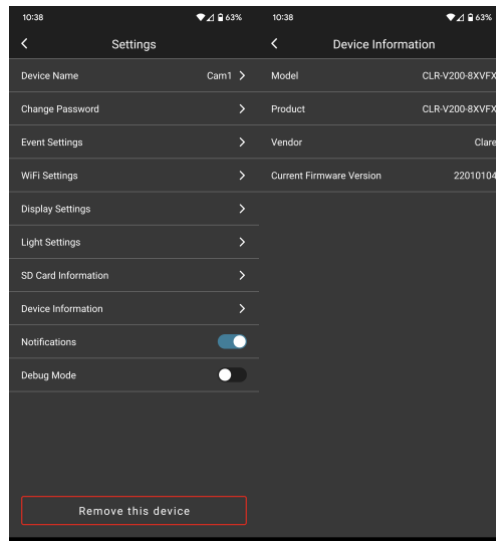 10:38
63%
Settings
Device Name
Cam1
Change Password
Event Settings
WiFi Settings
Display Settings
Light Settings
SD Card Information
Device Information
Notifications
Debug Mode
Remove this device
10:38
63%
Device Information
Model
CLR-V200-8XVFX
Product
CLR-V200-8XVFX
Vendor
Clare
Current Firmware Version
22010104